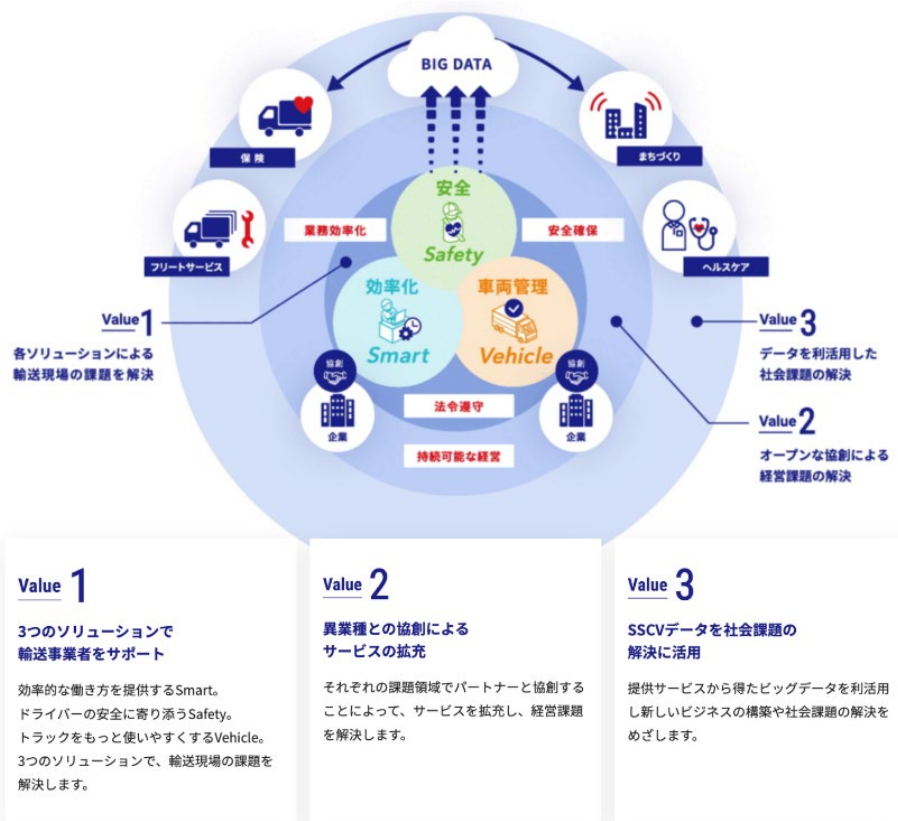 BIG DATA
保険
まちづくり
安全
業務効率化
安全確保
Safety
フリートサービス
ヘルスケア
効率化
車両管理
Value 1
Value 3
Smart
Vehicle
各ソリューションによる
輸送現場の課題を解決
データを利活用した
社会課題の解決
協創
協創
法令遵守
Value 2
企業
企業
持続可能な経営
オープンな協創による
経営課題の解決
Value 1
3つのソリューションで
輸送事業者をサポート
効率的な働き方を提供するSmart。
ドライバーの安全に寄り添うSafety。
トラックをもっと使いやすくするVehicle。
3つのソリューションで、輸送現場の課題を
解決します。
Value 2
異業種との協創による
サービスの拡充
それぞれの課題領域でパートナーと協創する
ことによって、サービスを拡充し、経営課題
を解決します。
Value 3
SSCVデータを社会課題の
解決に活用
提供サービスから得たビッグデータを利活用
し新しいビジネスの構築や社会課題の解決を
めざします。